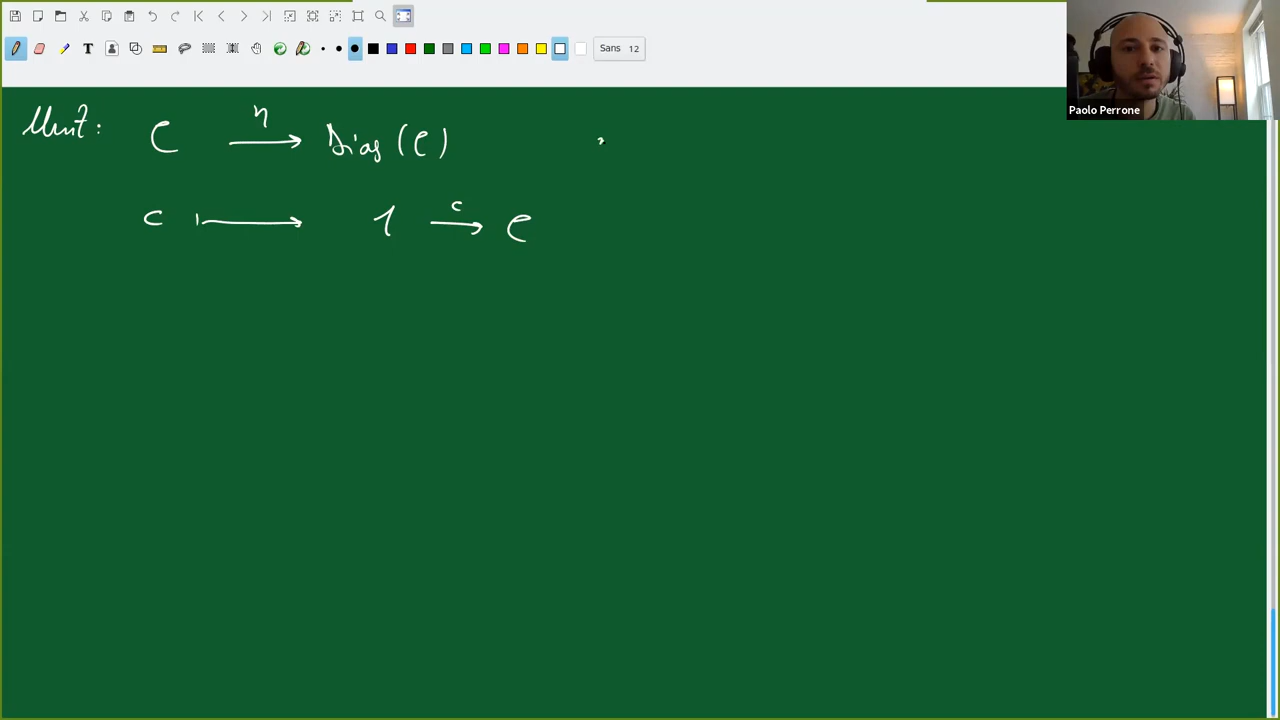 Sans 12
Paolo Perrone
Unit: C η→ Diag (C)
c ↦ 1 c→ C